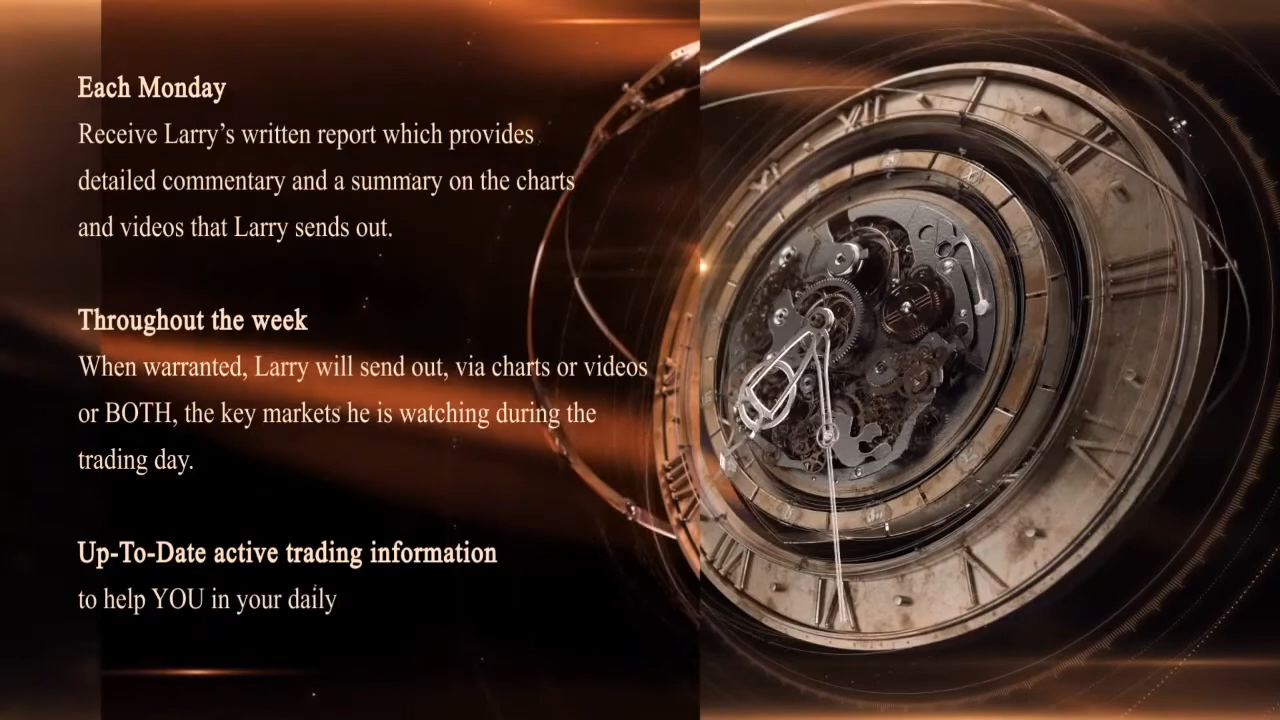 Each Monday
Receive Larry’s written report which provides
detailed commentary and a summary on the charts
and videos that Larry sends out.
Throughout the week
When warranted, Larry will send out, via charts or videos
or BOTH, the key markets he is watching during the
trading day.
Up-To-Date active trading information
to help YOU in your daily